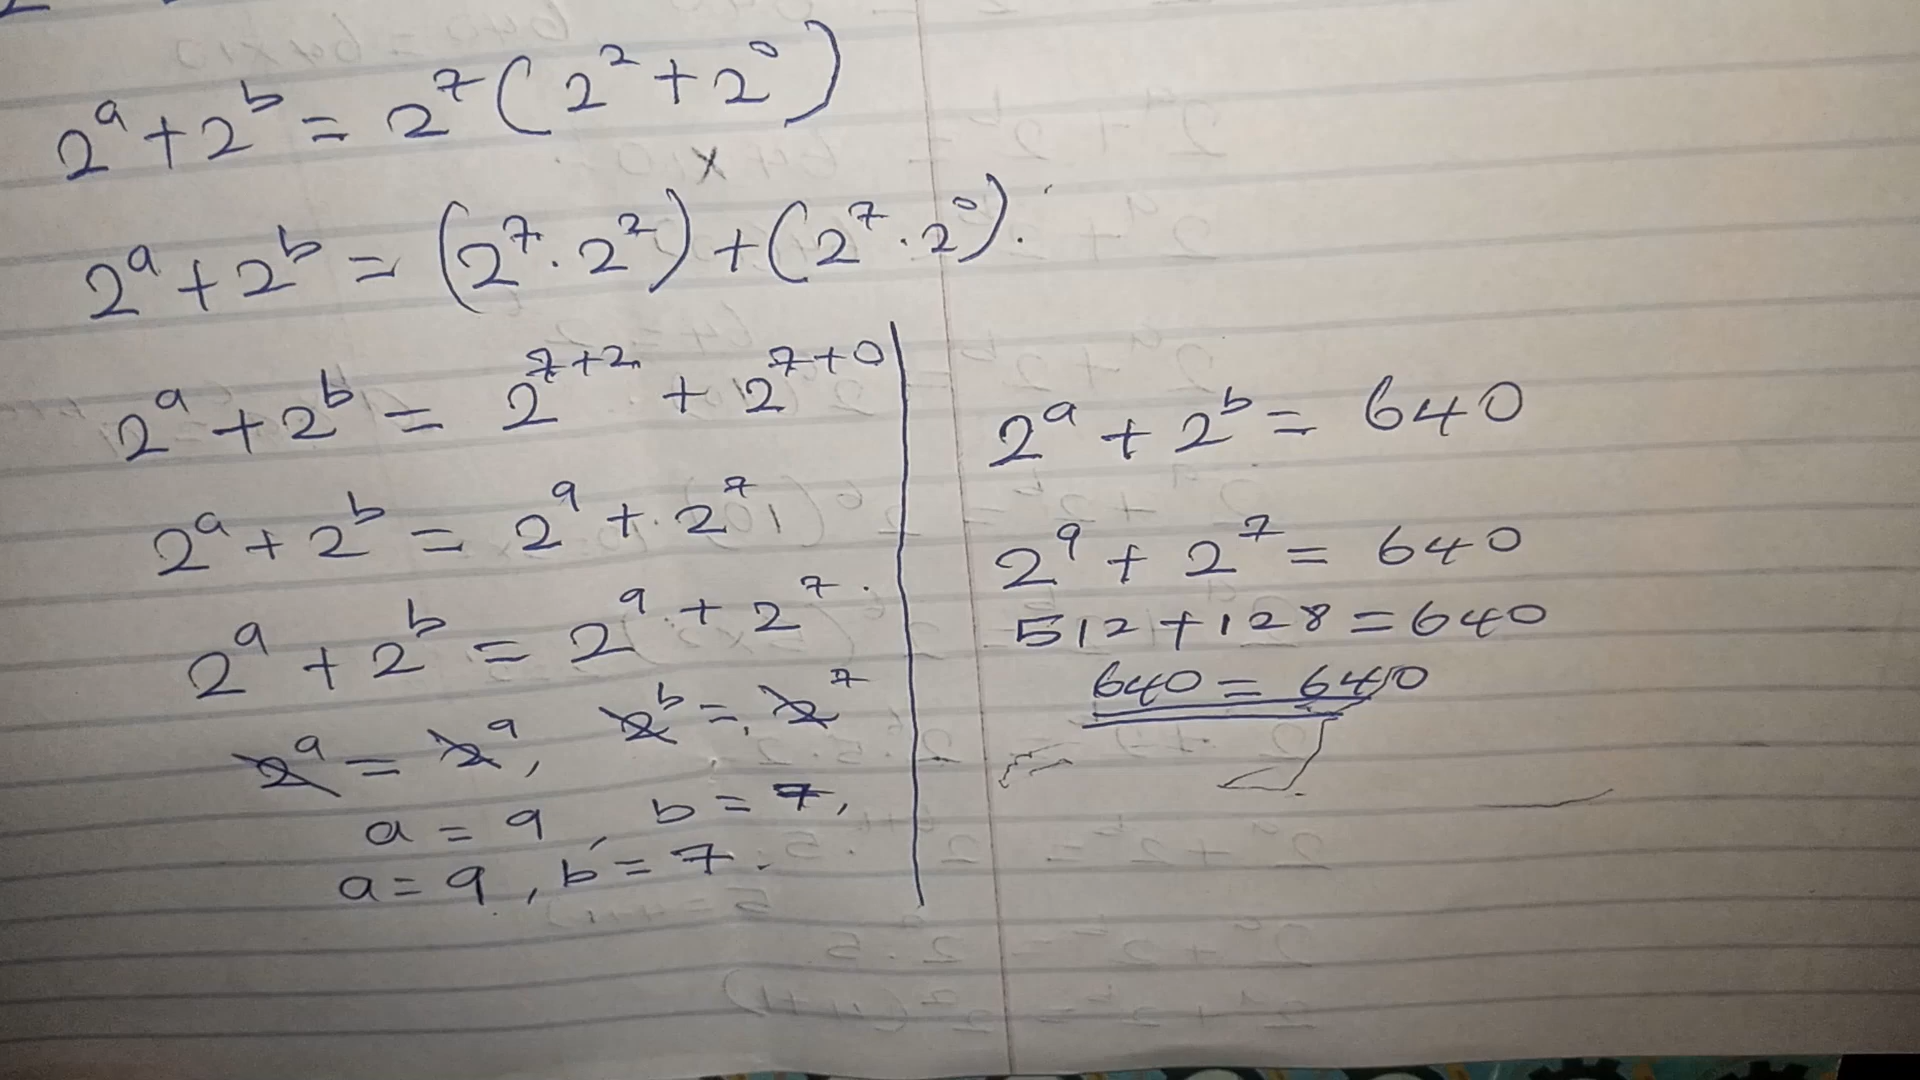 2^a + 2^b = 2^7 ( 2^2 + 2^0 )
x
2^a + 2^b = (2^7 . 2^2) + (2^7 . 2^0).
2^a + 2^b = 2^7+2 + 2^7+0
2^a + 2^b = 2^9 + 2^7
2^a + 2^b = 2^9 + 2^7.
2^a = 2^9, 2^b = 2^7
a = 9, b = 7,
a = 9, b = 7.
2^a + 2^b = 640
2^9 + 2^7 = 640
512 + 128 = 640
640 = 640